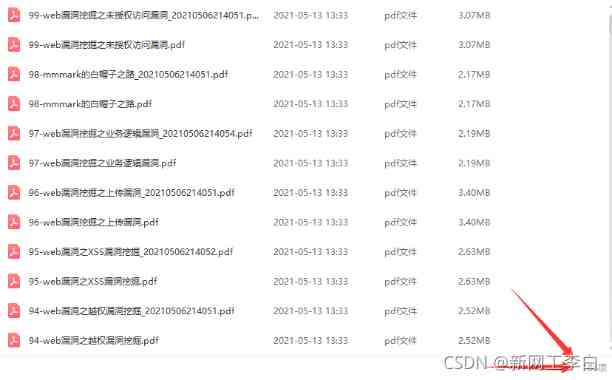 99-web漏洞挖掘之未授权访问漏洞_20210506214051.p... 2021-05-13 13:33 pdf文件 3.07MB
99-web漏洞挖掘之未授权访问漏洞.pdf 2021-05-13 13:33 pdf文件 3.07MB
98-mmmark的白帽子之路_20210506214051.pdf 2021-05-13 13:33 pdf文件 2.17MB
98-mmmark的白帽子之路.pdf 2021-05-13 13:33 pdf文件 2.17MB
97-web漏洞挖掘之业务逻辑漏洞_20210506214054.pdf 2021-05-13 13:33 pdf文件 2.19MB
97-web漏洞挖掘之业务逻辑漏洞.pdf 2021-05-13 13:33 pdf文件 2.19MB
96-web漏洞挖掘之上传漏洞_20210506214051.pdf 2021-05-13 13:33 pdf文件 3.40MB
96-web漏洞挖掘之上传漏洞.pdf 2021-05-13 13:33 pdf文件 3.40MB
95-web漏洞之XSS漏洞挖掘_20210506214052.pdf 2021-05-13 13:33 pdf文件 2.63MB
95-web漏洞之XSS漏洞挖掘.pdf 2021-05-13 13:33 pdf文件 2.63MB
94-web漏洞之越权漏洞挖掘_20210506214051.pdf 2021-05-13 13:33 pdf文件 2.52MB
94-web漏洞之越权漏洞挖掘.pdf 2021-05-13 13:33 pdf文件 2.52MB
CSDN @新网工李白